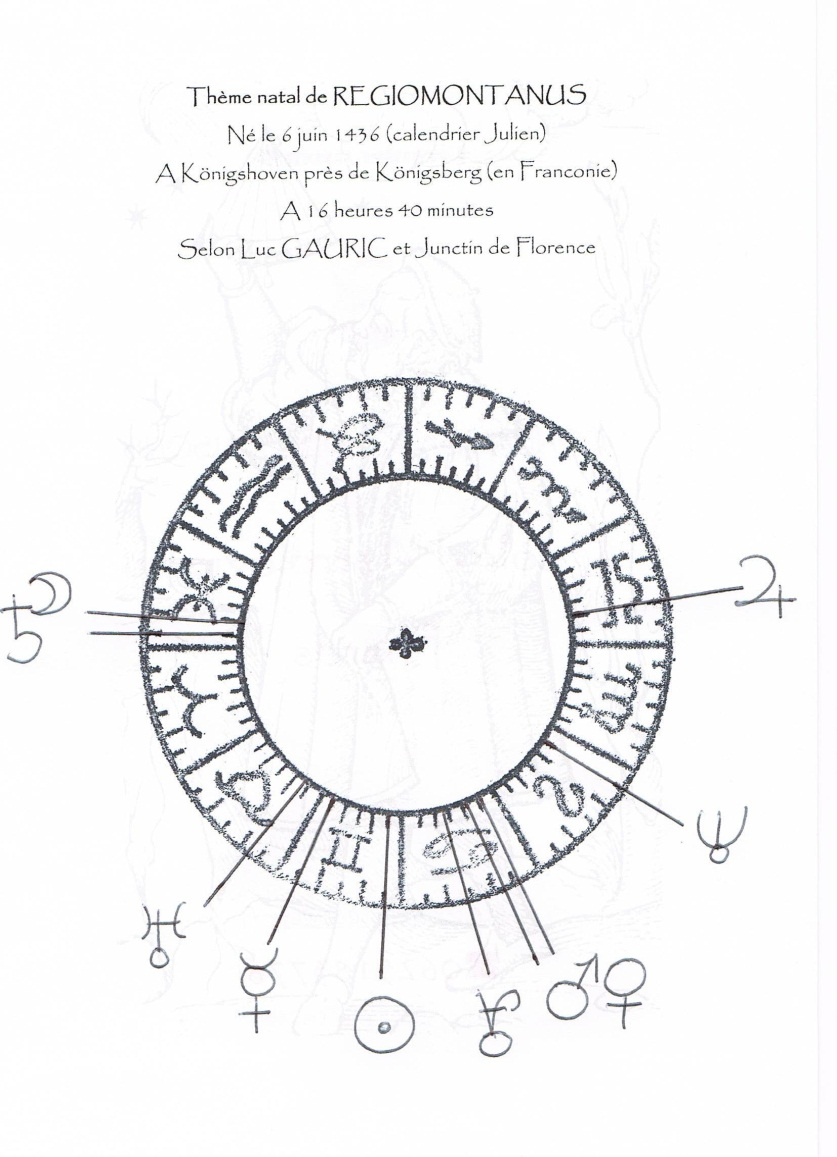 Thème natal de REGIOMONTANUS
Né le 6 juin 1436 (calendrier Julien)
A Königshoven près de Königsberg (en Franconie)
A 16 heures 40 minutes
Selon Luc GAURIC et Junctin de Florence